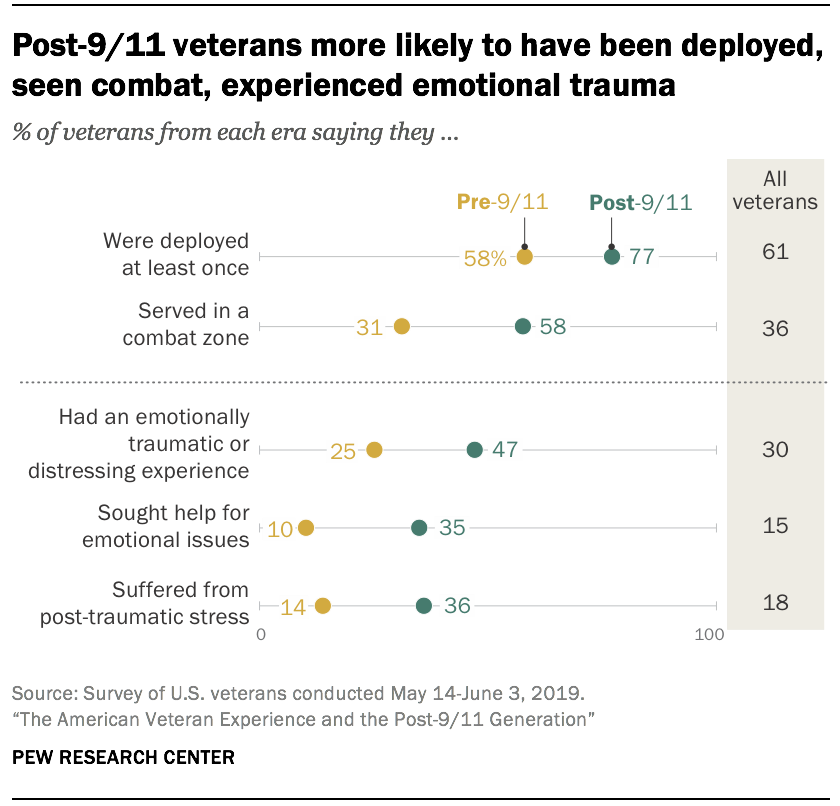 Post-9/11 veterans more likely to have been deployed,
seen combat, experienced emotional trauma
% of veterans from each era saying they ...
All
veterans
Pre-9/11 Post-9/11
Were deployed
at least once
58% 77 61
Served in a
combat zone
31 58 36
Had an emotionally
traumatic or
distressing experience
25 47 30
Sought help for
emotional issues
10 35 15
Suffered from
post-traumatic stress
14 36 18
0 100
Source: Survey of U.S. veterans conducted May 14-June 3, 2019.
“The American Veteran Experience and the Post-9/11 Generation”
PEW RESEARCH CENTER